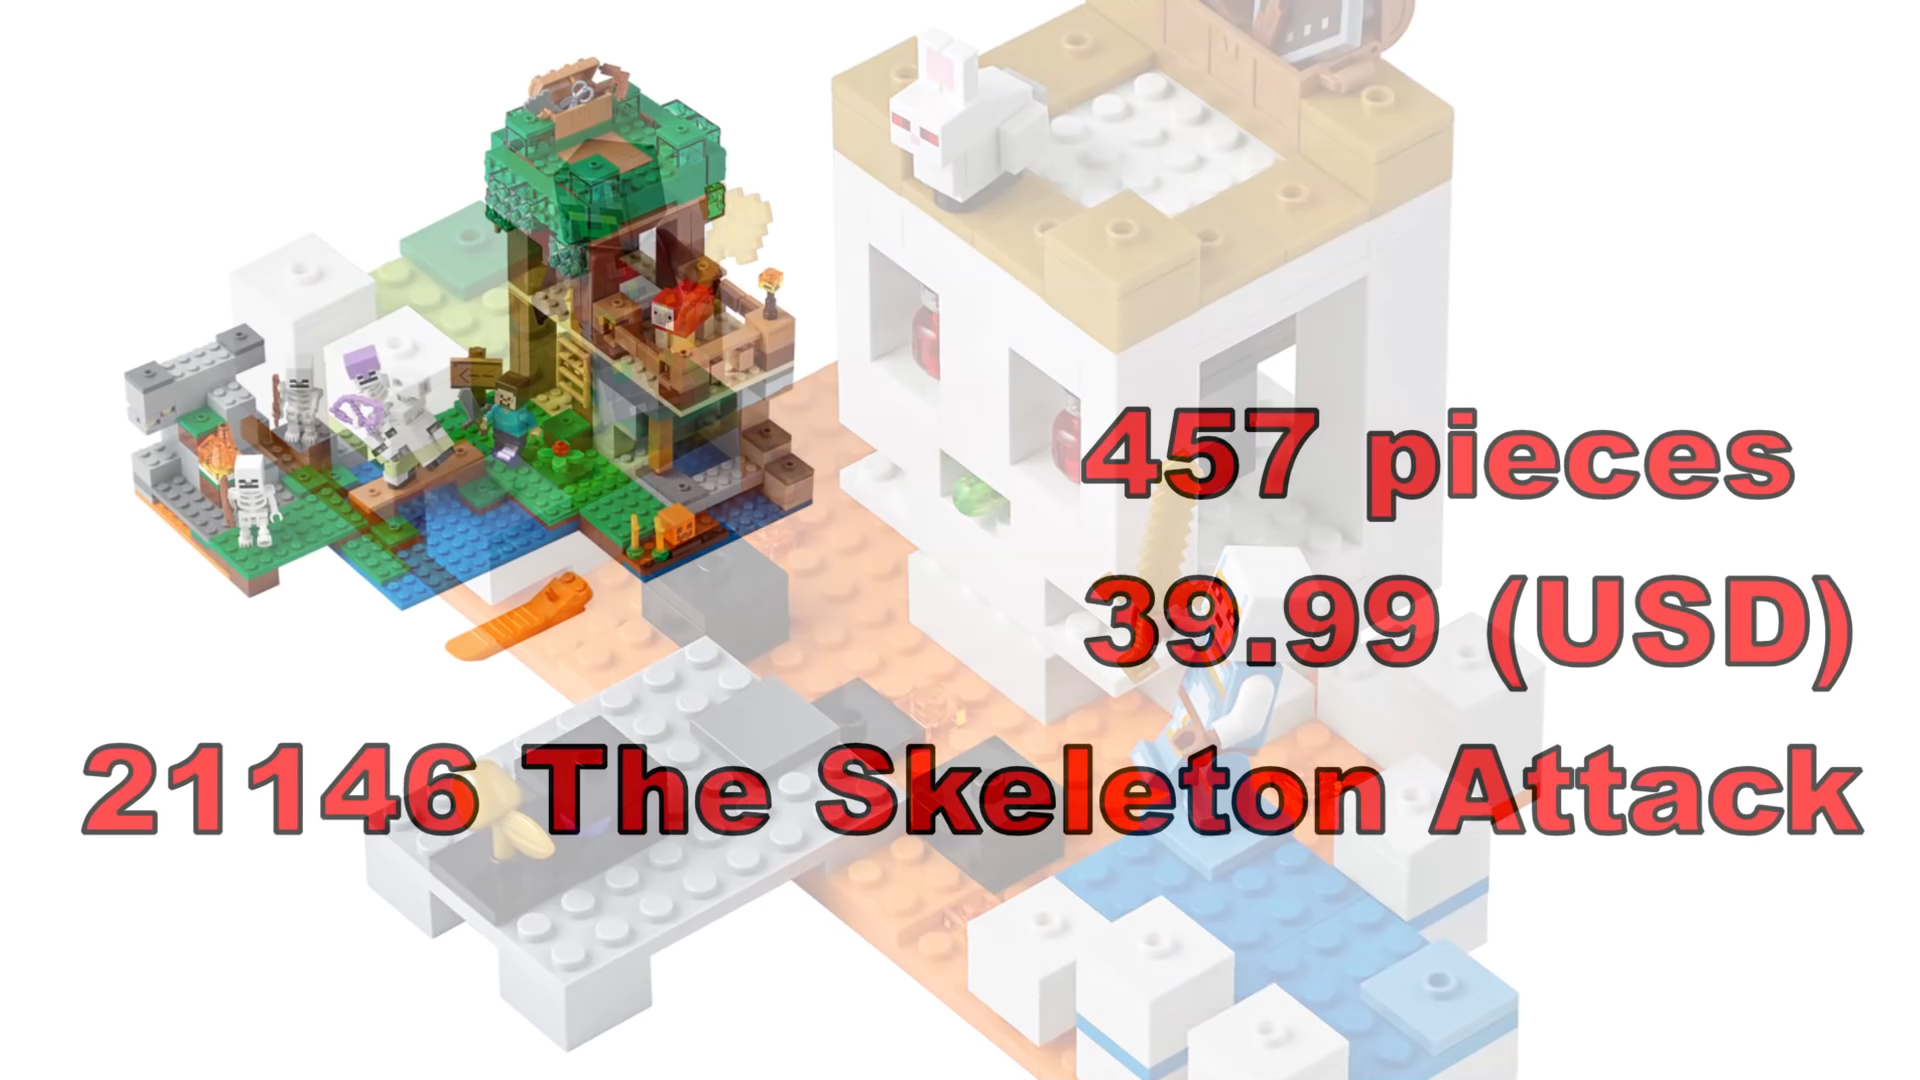 457 pieces
39.99 (USD)
21146 The Skeleton Attack